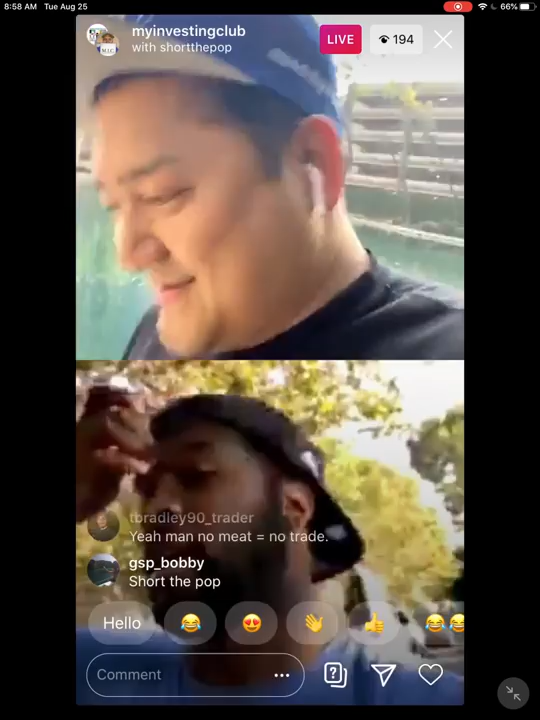 8:58 AM Tue Aug 25
66%
myinvestingclub
with shortthepop
LIVE
194
M.I.C.
tbradley90_trader
Yeah man no meat = no trade.
gsp_bobby
Short the pop
Hello
Comment